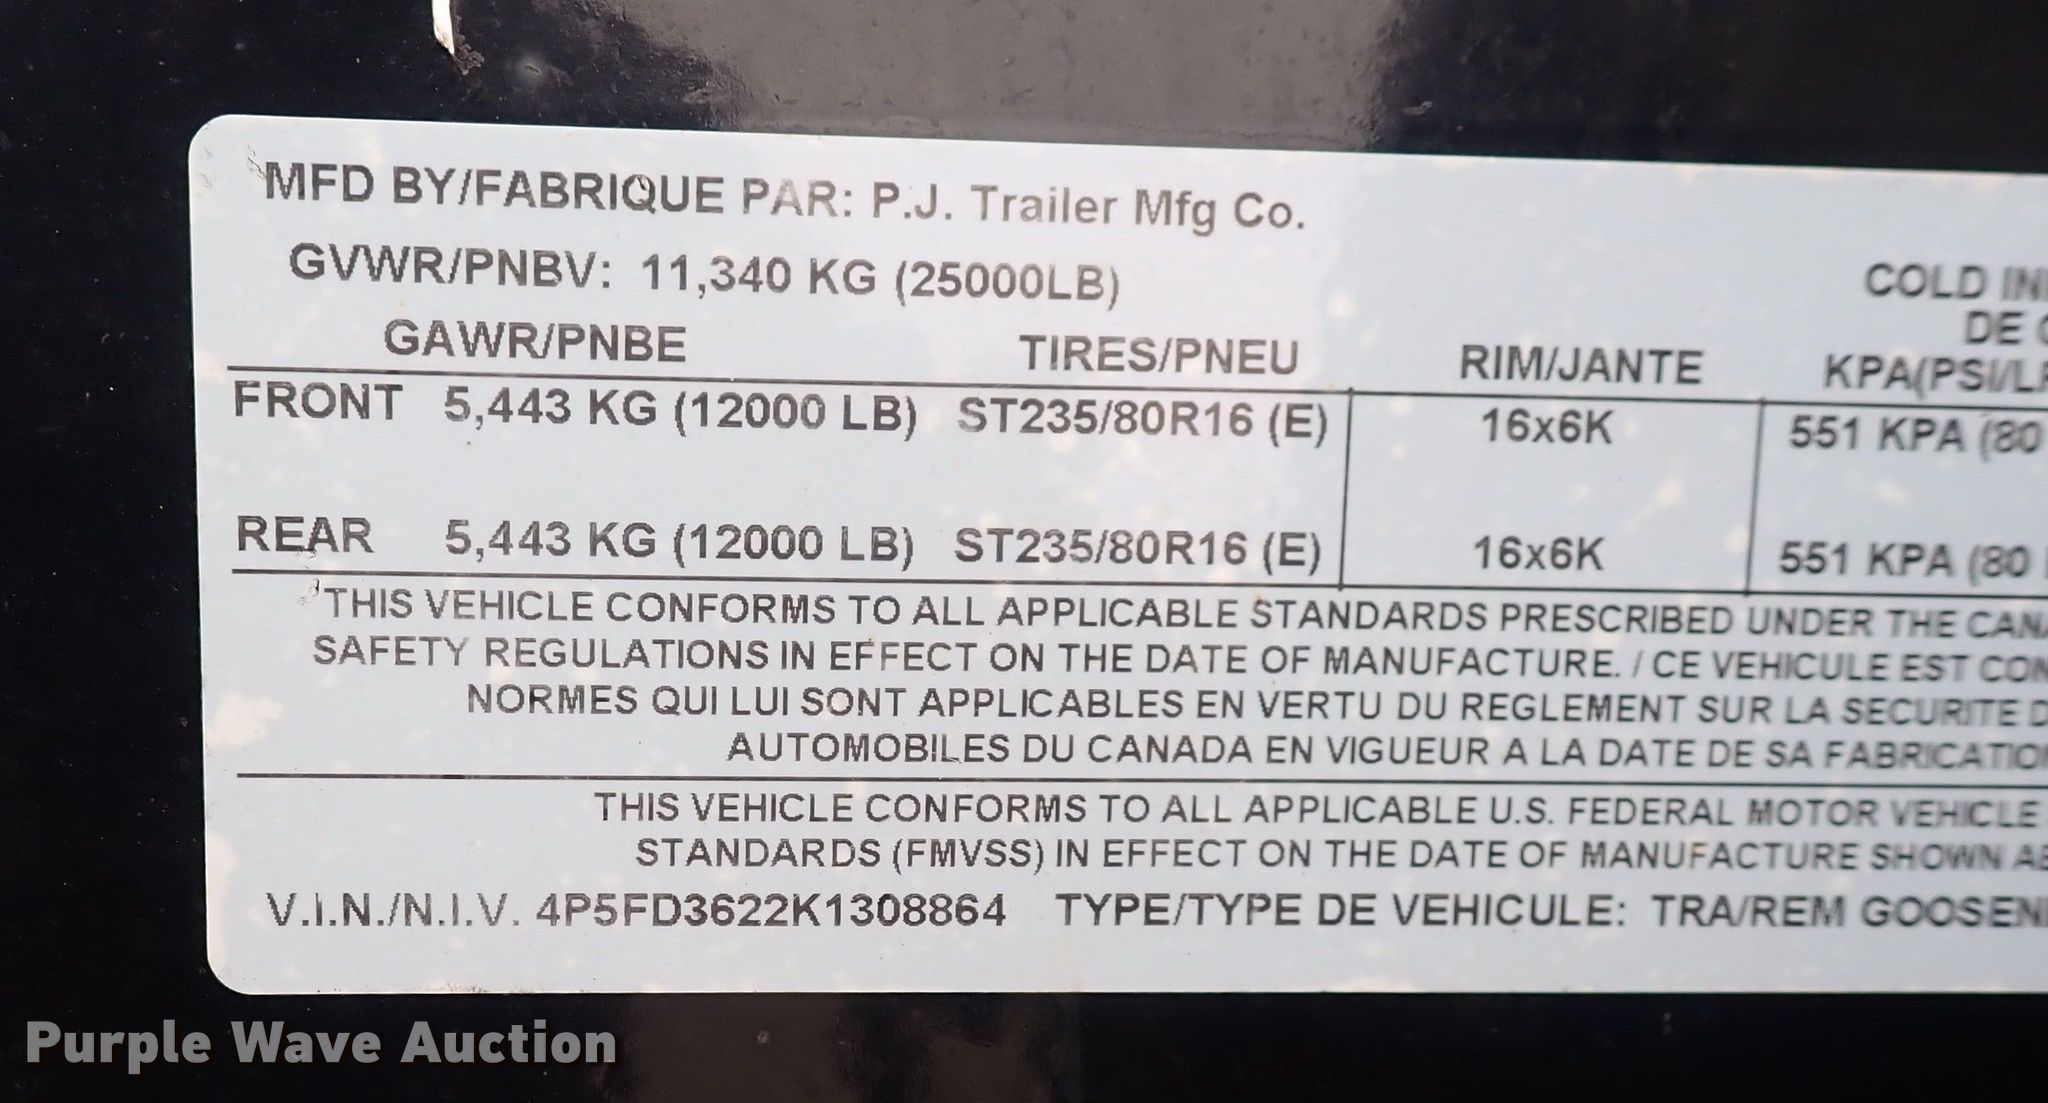 MFD BY/FABRIQUE PAR: P.J. Trailer Mfg Co.
GVWR/PNBV: 11,340 KG (25000LB)
COLD
DE
GAWR/PNBE TIRES/PNEU RIM/JANTE KPA(PSI/
FRONT 5,443 KG (12000 LB) ST235/80R16 (E) 16x6K 551 KPA (80
REAR 5,443 KG (12000 LB) ST235/80R16 (E) 16x6K 551 KPA (80
THIS VEHICLE CONFORMS TO ALL APPLICABLE STANDARDS PRESCRIBED UNDER THE
SAFETY REGULATIONS IN EFFECT ON THE DATE OF MANUFACTURE. / CE VEHICULE EST
NORMES QUI LUI SONT APPLICABLES EN VERTU DU REGLEMENT SUR LA SECURITE
AUTOMOBILES DU CANADA EN VIGUEUR A LA DATE DE SA FABRICATIO
THIS VEHICLE CONFORMS TO ALL APPLICABLE U.S. FEDERAL MOTOR VEHICLE
STANDARDS (FMVSS) IN EFFECT ON THE DATE OF MANUFACTURE SHOWN
V.I.N./N.I.V. 4P5FD3622K1308864 TYPE/TYPE DE VEHICULE: TRA/REM GOOSEN
Purple Wave Auction